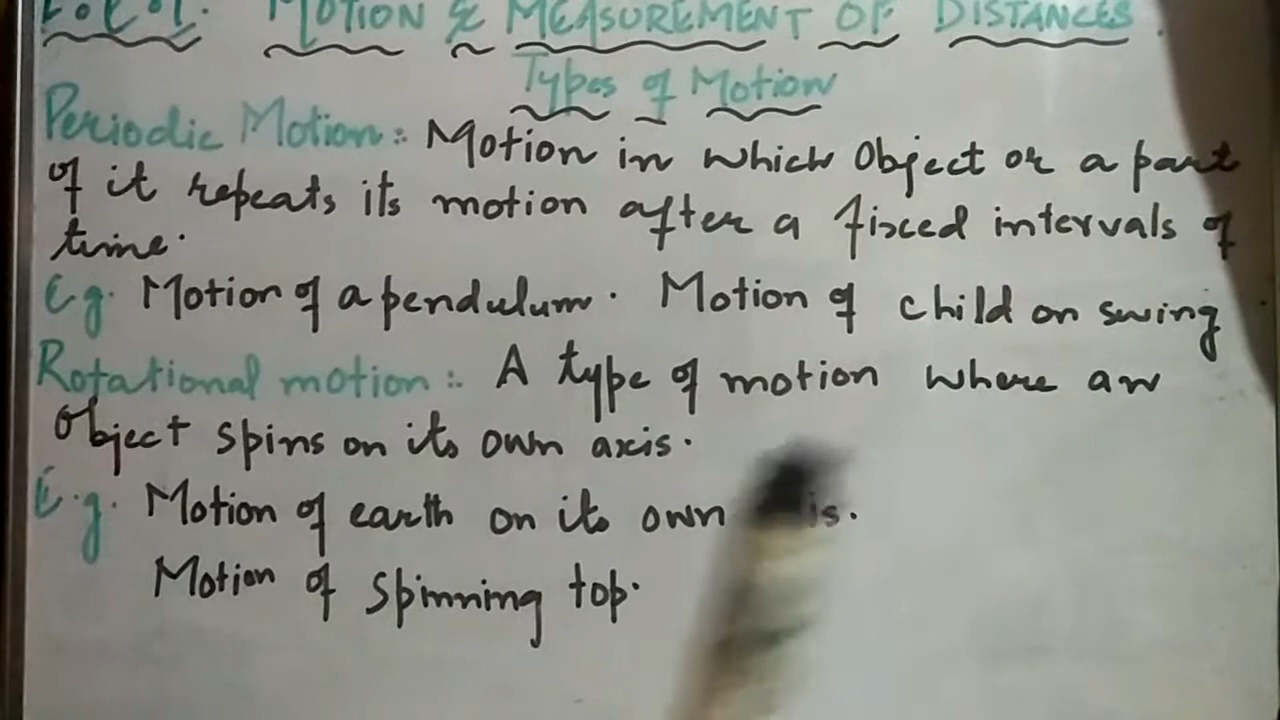 MOTION & MEASUREMENT OF DISTANCES.
Types of Motion
Periodic Motion:- Motion in which Object or a part
of it repeats its motion after a fixed intervals of
time.
Eg. Motion of a pendulum. Motion of child on swing
Rotational motion:- A type of motion where an
Object spins on its own axis.
E.g. Motion of earth on its own is.
Motion of spinning top.